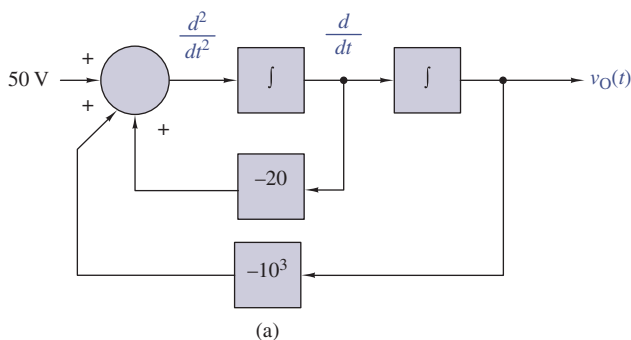 d²/dt²
d/dt
+
50 V
∫
∫
v_O(t)
+
+
–20
–10³
(a)